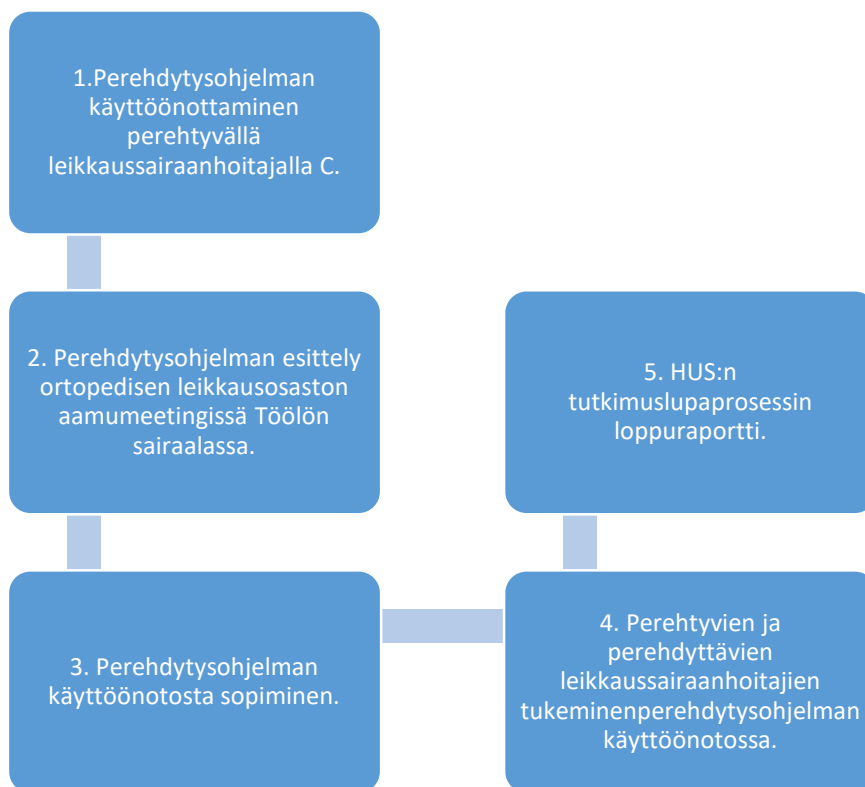 1.Perehdytysohjelman
käyttöönottaminen
perehtyvällä
leikkaussairaanhoitajalla C.
2. Perehdytysohjelman esittely
ortopedisen leikkausosaston
aamumeetingissä Töölön
sairaalassa.
3. Perehdytysohjelman
käyttöönotosta sopiminen.
4. Perehtyvien ja
perehdyttävien
leikkaussairaanhoitajien
tukeminenperehdytysohjelman
käyttöönotossa.
5. HUS:n
tutkimuslupaprosessin
loppuraportti.